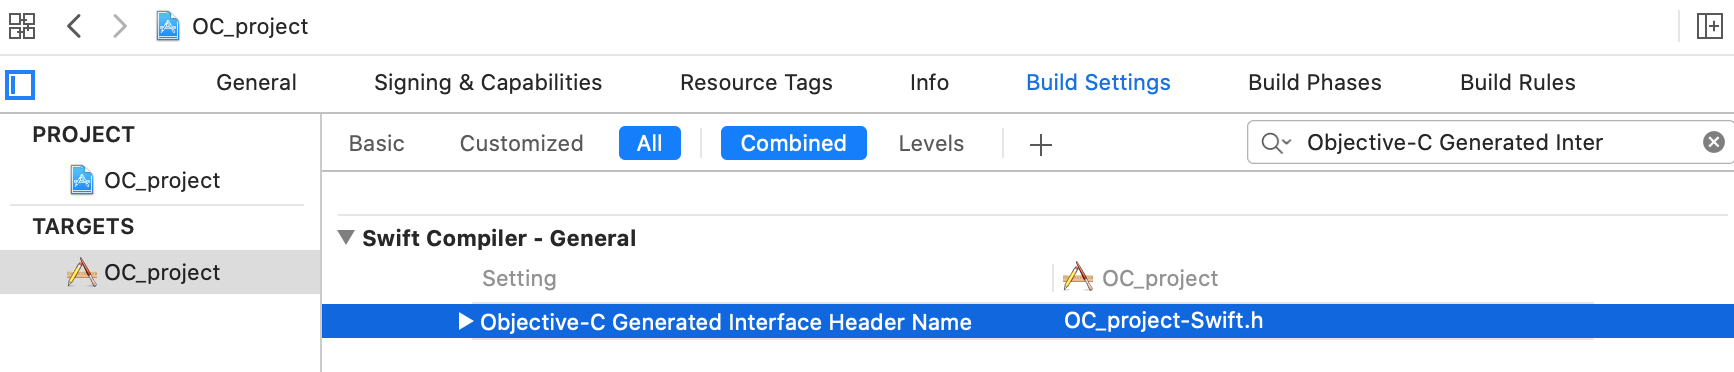 OC_project
General Signing & Capabilities Resource Tags Info Build Settings Build Phases Build Rules
PROJECT
OC_project
TARGETS
OC_project
Basic Customized All Combined Levels
Objective-C Generated Inter
Swift Compiler - General
Setting OC_project
Objective-C Generated Interface Header Name OC_project-Swift.h